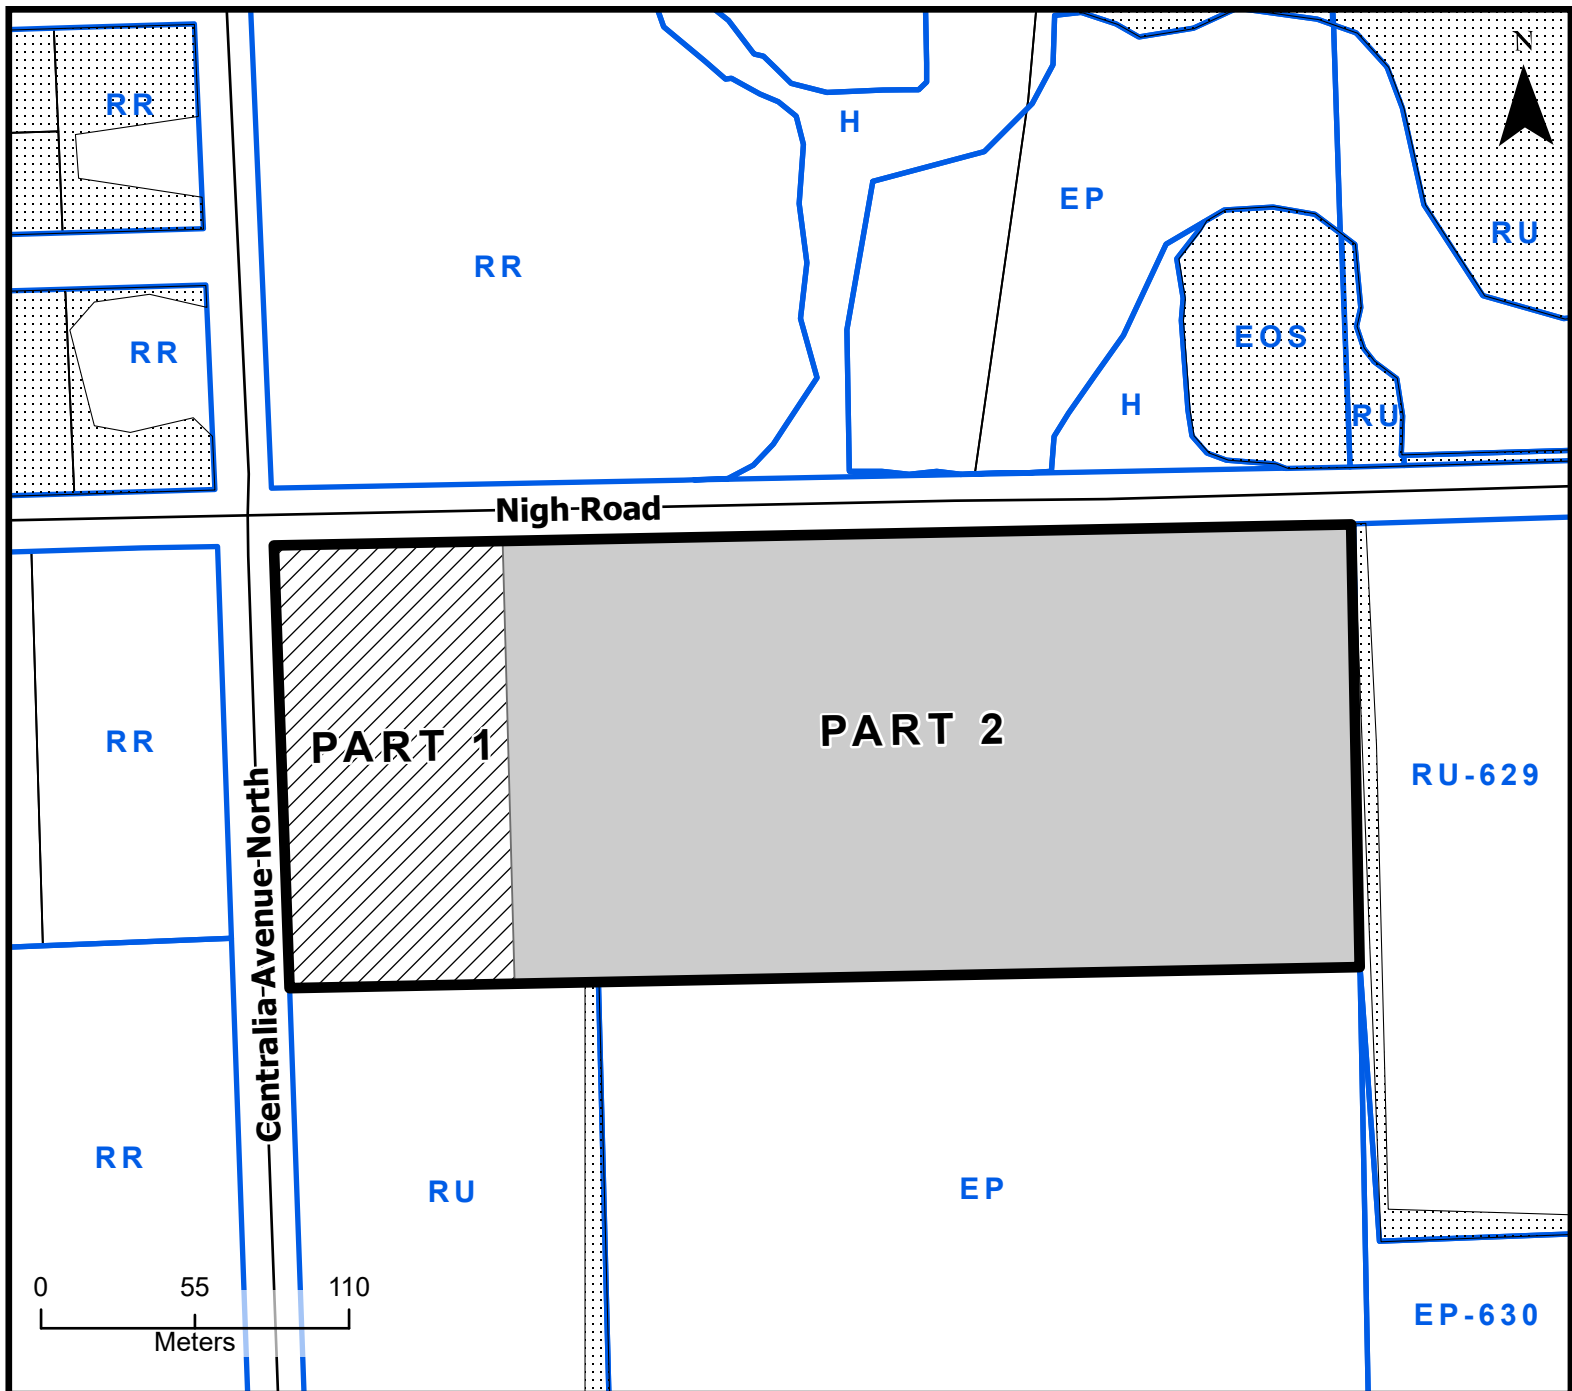 N
RR
H
EP
RU
RR
EOS
RR
H
RU
Nigh-Road
PART 1
PART 2
RR
RU-629
Centralia-Avenue-North
RR
RU
EP
0 55 110
Meters
EP-630